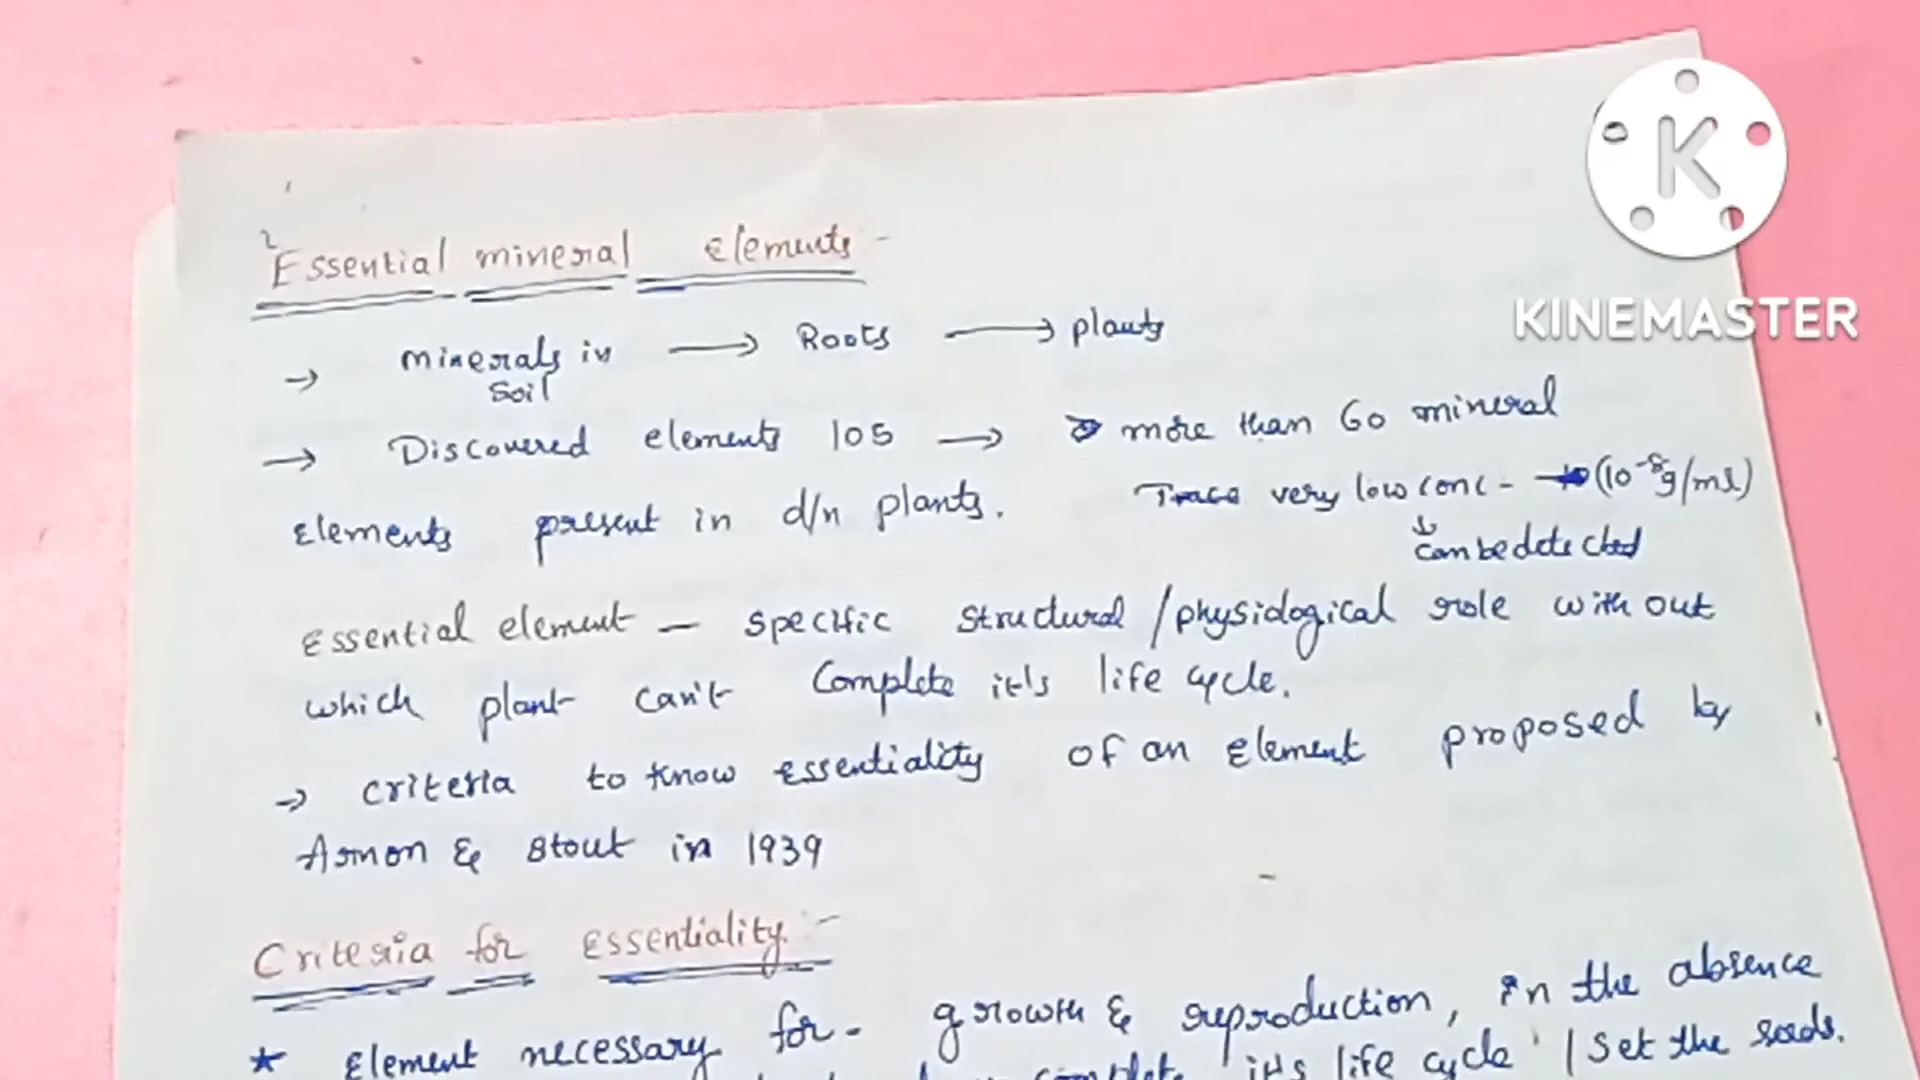 Essential mineral elements -
→ minerals in soil → Roots → plants
→ Discovered elements 105 → more than 60 mineral
elements present in d/n plants. Trace very low conc - → (10⁻⁸g/ml)
↓
can be detected
Essential element - specific structural/physiological role with out
which plant can't complete it's life cycle.
→ criteria to know essentiality of an element proposed by
Arnon & stout in 1939
Criteria for essentiality :-
★ Element necessary for - growth & reproduction, in the absence
complete it's life cycle / set the seeds.
K
KINEMASTER